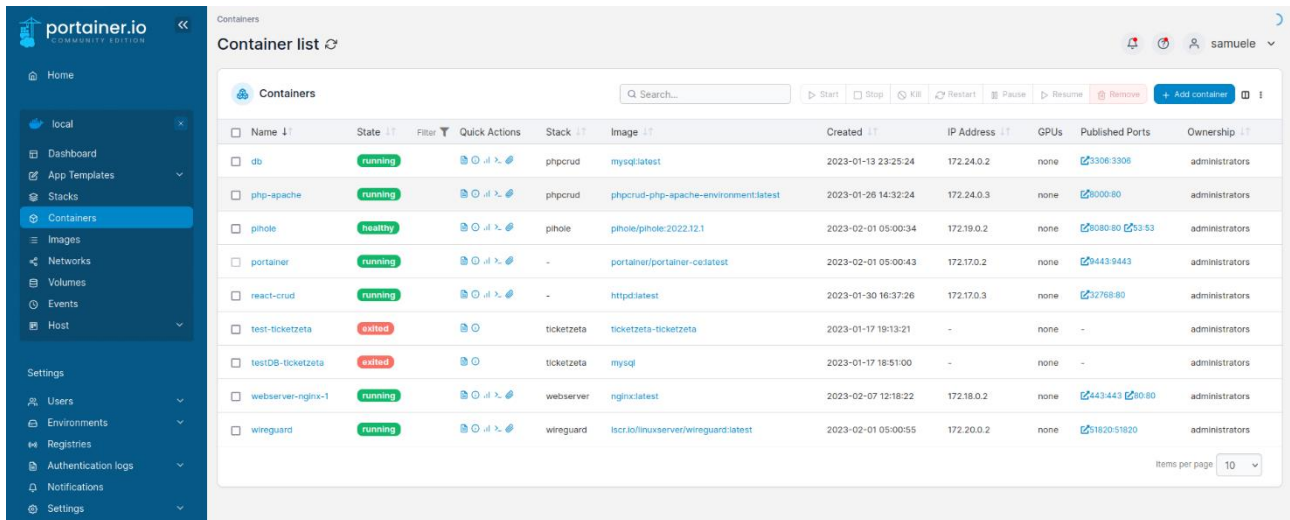 portainer.io
COMMUNITY EDITION
Home
local
Dashboard
App Templates
Stacks
Containers
Images
Networks
Volumes
Events
Host
Settings
Users
Environments
Registries
Authentication logs
Notifications
Settings
Containers
Container list
samuele
Containers
Search...
Start Stop Kill Restart Pause Resume Remove + Add container
Name State Filter Quick Actions Stack Image Created IP Address GPUs Published Ports Ownership
db running phpcrud mysql:latest 2023-01-13 23:25:24 172.24.0.2 none 3306:3306 administrators
php-apache running phpcrud phpcrud-php-apache-environment:latest 2023-01-26 14:32:24 172.24.0.3 none 8000:80 administrators
pihole healthy pihole pihole/pihole:2022.12.1 2023-02-01 05:00:34 172.19.0.2 none 8080:80 53:53 administrators
portainer running - portainer/portainer-ce:latest 2023-02-01 05:00:43 172.17.0.2 none 9443:9443 administrators
react-crud running - httpd:latest 2023-01-30 16:37:26 172.17.0.3 none 32768:80 administrators
test-ticketzeta exited ticketzeta ticketzeta-ticketzeta 2023-01-17 19:13:21 - none - administrators
testDB-ticketzeta exited ticketzeta mysql 2023-01-17 18:51:00 - none - administrators
webserver-nginx-1 running webserver nginx:latest 2023-02-07 12:18:22 172.18.0.2 none 443:443 80:80 administrators
wireguard running wireguard lscr.io/linuxserver/wireguard:latest 2023-02-01 05:00:55 172.20.0.2 none 51820:51820 administrators
Items per page 10